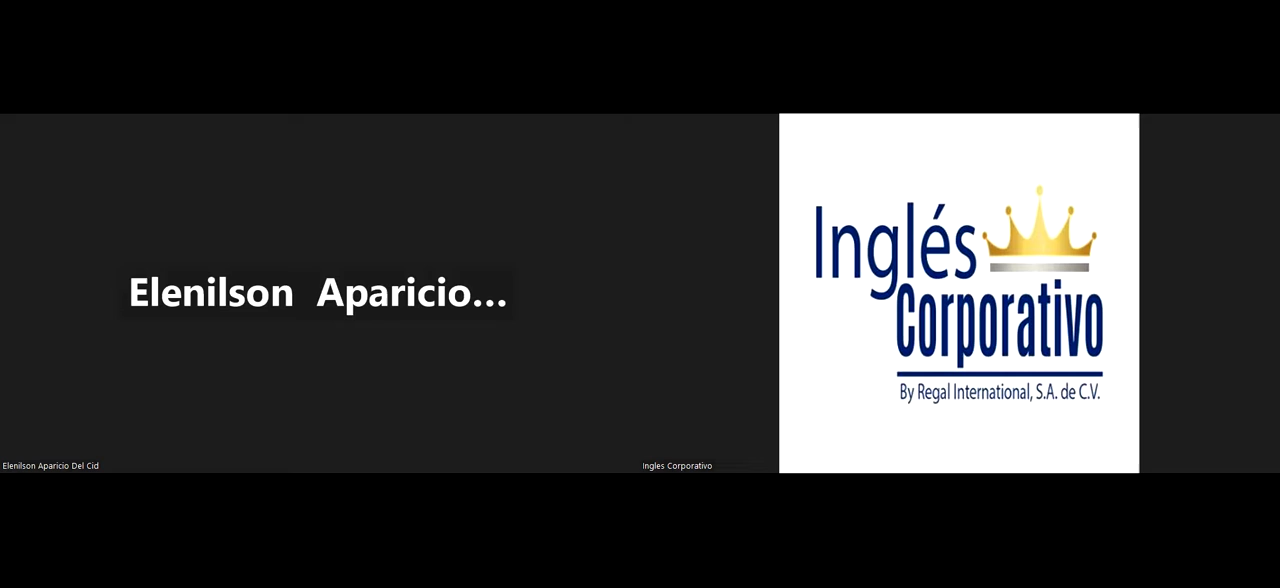 Elenilson Aparicio...
Elenilson Aparicio Del Cid
Inglés
Corporativo
By Regal International, S.A. de C.V.
Ingles Corporativo